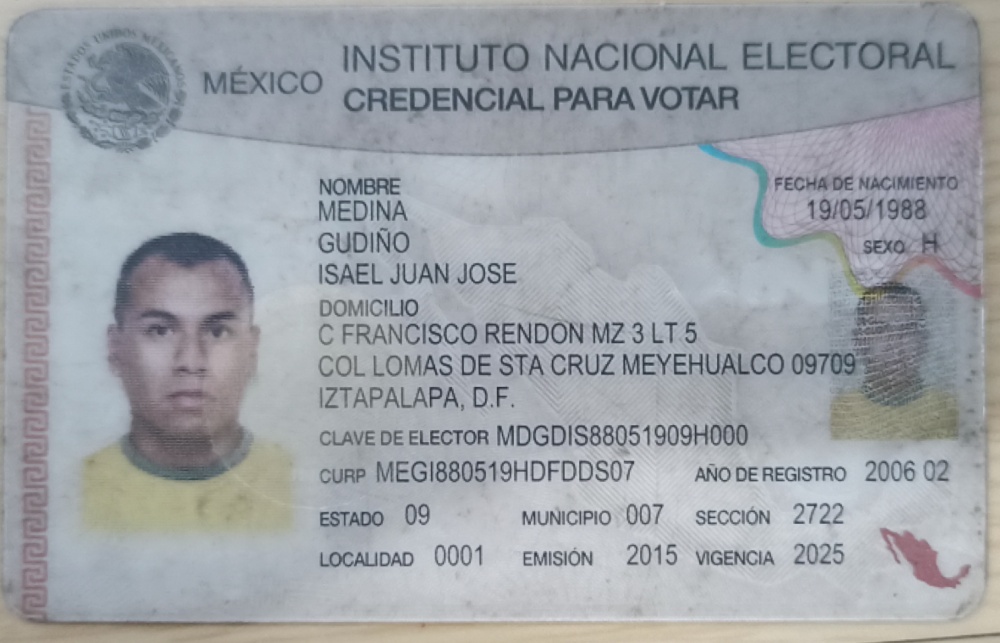 ESTADOS UNIDOS MEXICANOS
MÉXICO
INSTITUTO NACIONAL ELECTORAL
CREDENCIAL PARA VOTAR
NOMBRE
MEDINA
GUDIÑO
ISAEL JUAN JOSE
FECHA DE NACIMIENTO
19/05/1988
SEXO H
DOMICILIO
C FRANCISCO RENDON MZ 3 LT 5
COL LOMAS DE STA CRUZ MEYEHUALCO 09709
IZTAPALAPA, D.F.
CLAVE DE ELECTOR MDGDIS88051909H000
CURP MEGI880519HDFDDS07 AÑO DE REGISTRO 2006 02
ESTADO 09 MUNICIPIO 007 SECCIÓN 2722
LOCALIDAD 0001 EMISIÓN 2015 VIGENCIA 2025